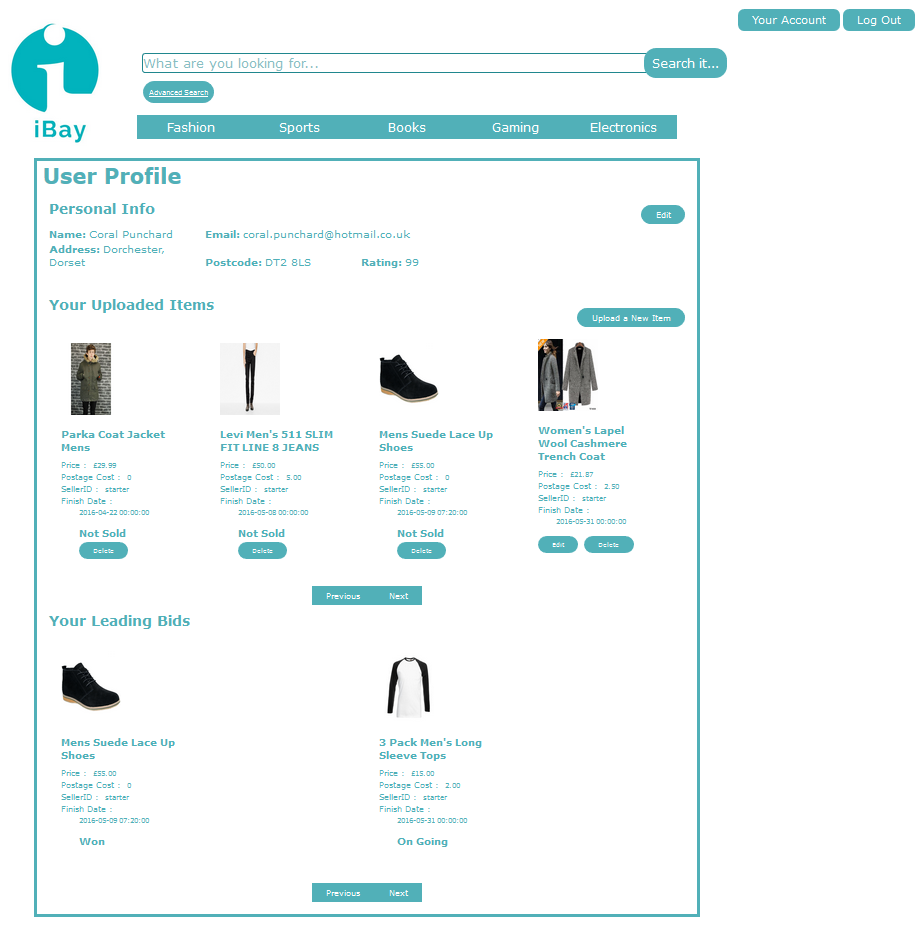 Your Account Log Out
What are you looking for... Search it...
Advanced Search
iBay
Fashion Sports Books Gaming Electronics
User Profile
Personal Info
Edit
Name: Coral Punchard Email: coral.punchard@hotmail.co.uk
Address: Dorchester,
Dorset Postcode: DT2 8LS Rating: 99
Your Uploaded Items
Upload a New Item
Parka Coat Jacket
Mens
Price : £29.99
Postage Cost : 0
SellerID : starter
Finish Date :
2016-04-22 00:00:00
Not Sold
Delete
Levi Men's 511 SLIM
FIT LINE 8 JEANS
Price : £50.00
Postage Cost : 5.00
SellerID : starter
Finish Date :
2016-05-08 00:00:00
Not Sold
Delete
Mens Suede Lace Up
Shoes
Price : £55.00
Postage Cost : 0
SellerID : starter
Finish Date :
2016-05-09 07:20:00
Not Sold
Delete
Women's Lapel
Wool Cashmere
Trench Coat
Price : £21.87
Postage Cost : 2.50
SellerID : starter
Finish Date :
2016-05-31 00:00:00
Edit Delete
Previous Next
Your Leading Bids
Mens Suede Lace Up
Shoes
Price : £55.00
Postage Cost : 0
SellerID : starter
Finish Date :
2016-05-09 07:20:00
Won
3 Pack Men's Long
Sleeve Tops
Price : £15.00
Postage Cost : 2.00
SellerID : starter
Finish Date :
2016-05-31 00:00:00
On Going
Previous Next